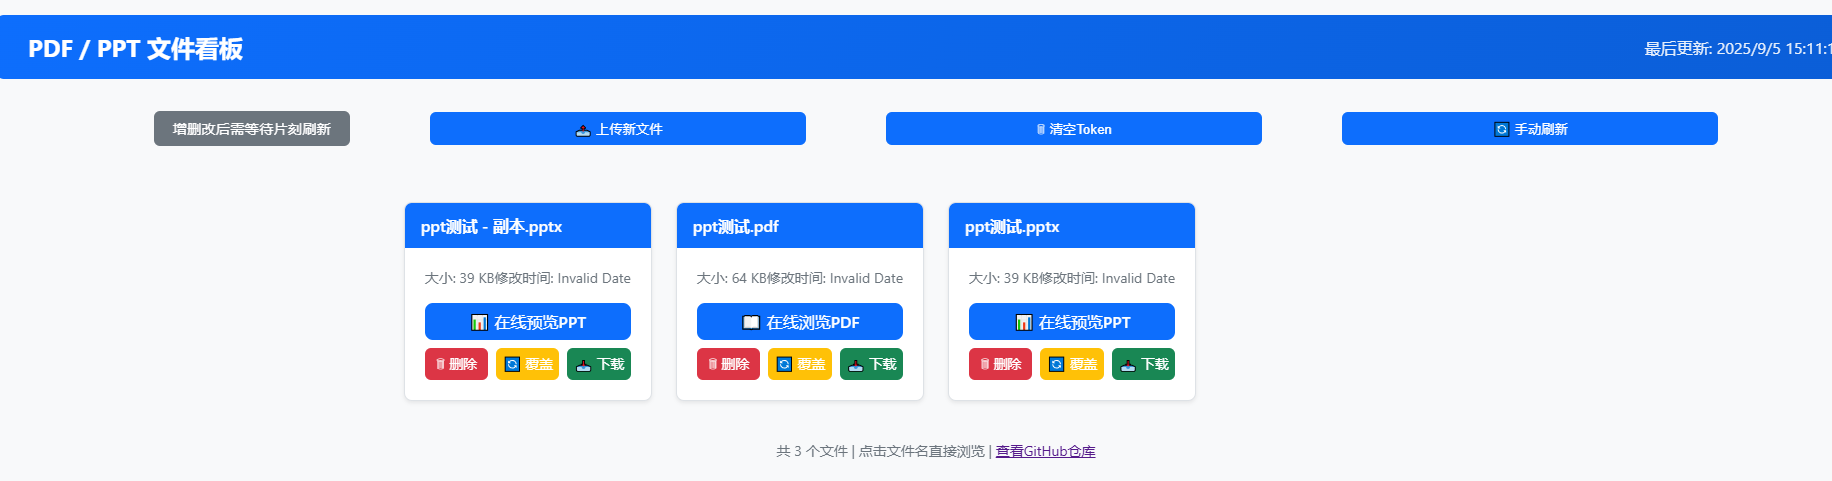 PDF / PPT 文件看板
最后更新: 2025/9/5 15:11:1
增删改后需等待片刻刷新
上传新文件
清空Token
手动刷新
ppt测试 - 副本.pptx
大小: 39 KB修改时间: Invalid Date
在线预览PPT
删除
覆盖
下载
ppt测试.pdf
大小: 64 KB修改时间: Invalid Date
在线浏览PDF
删除
覆盖
下载
ppt测试.pptx
大小: 39 KB修改时间: Invalid Date
在线预览PPT
删除
覆盖
下载
共 3 个文件 | 点击文件名直接浏览 | 查看GitHub仓库